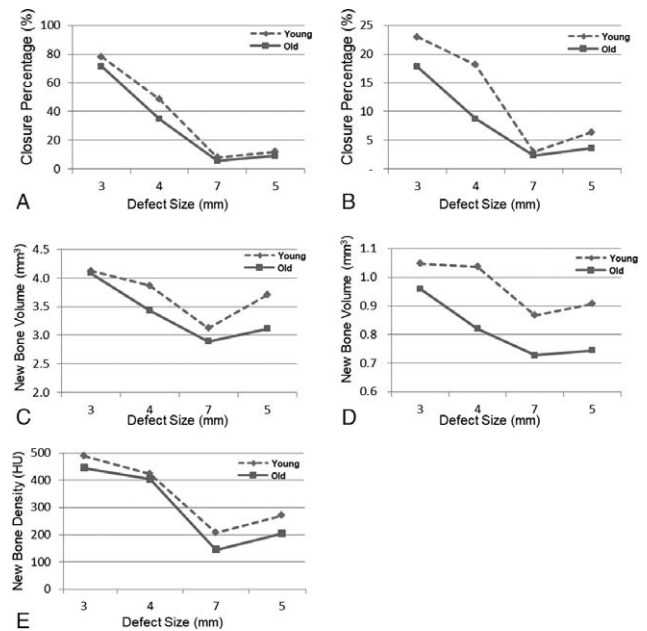 A
Closure Percentage (%)
100
80
60
40
20
0
Young
Old
3 4 7 5
Defect Size (mm)
B
Closure Percentage (%)
25
20
15
10
5
-
Young
Old
3 4 7 5
Defect Size (mm)
C
New Bone Volume (mm³)
4.5
4.0
3.5
3.0
2.5
2.0
Young
Old
3 4 7 5
Defect Size (mm)
D
New Bone Volume (mm³)
1.1
1.0
0.9
0.8
0.7
0.6
Young
Old
3 4 7 5
Defect Size (mm)
E
New Bone Density (HU)
500
400
300
200
100
0
Young
Old
3 4 7 5
Defect Size (mm)